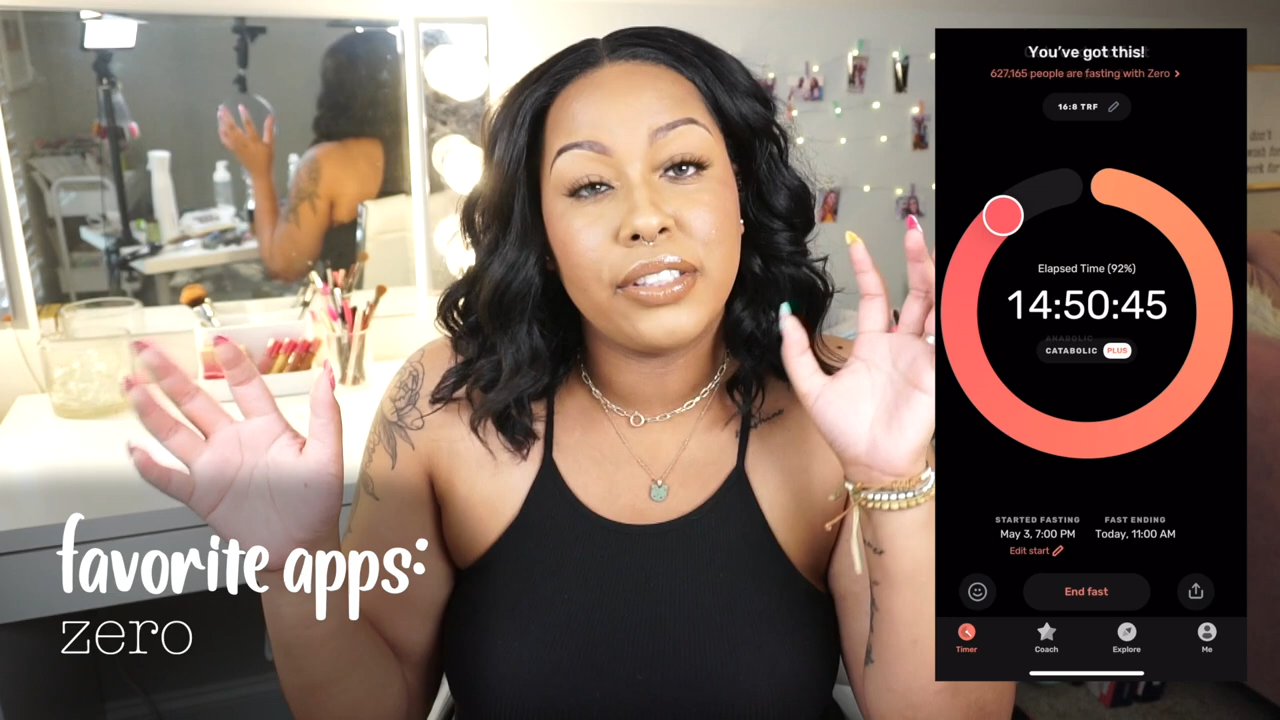 favorite apps:
zero
You've got this!
627,165 people are fasting with Zero >
16:8 TRF
Elapsed Time (92%)
14:50:45
ANABOLIC
CATABOLIC PLUS
STARTED FASTING FAST ENDING
May 3, 7:00 PM Today, 11:00 AM
Edit start
End fast
Timer Coach Explore Me